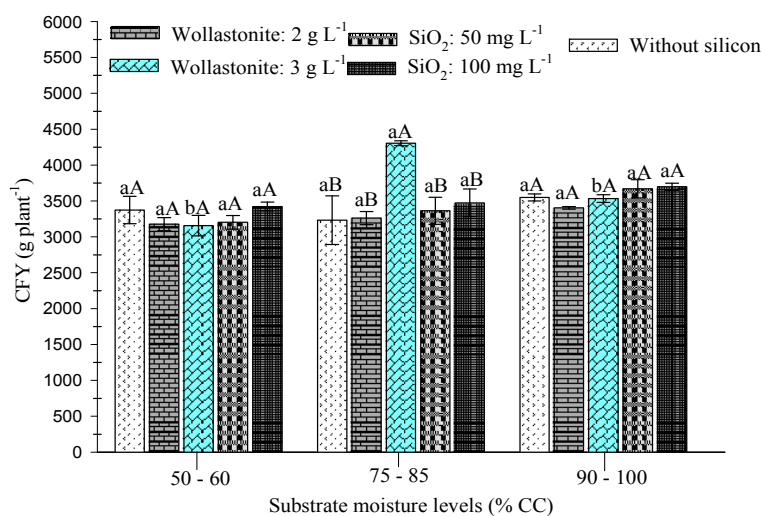 6000
5500
5000
4500
4000
3500
3000
2500
2000
1500
1000
500
0
CFY (g plant⁻¹)
Wollastonite: 2 g L⁻¹
SiO₂: 50 mg L⁻¹
Without silicon
Wollastonite: 3 g L⁻¹
SiO₂: 100 mg L⁻¹
aA aA bA aA aA
aB aB aA aB aB
aA aA bA aA aA
50 - 60 75 - 85 90 - 100
Substrate moisture levels (% CC)